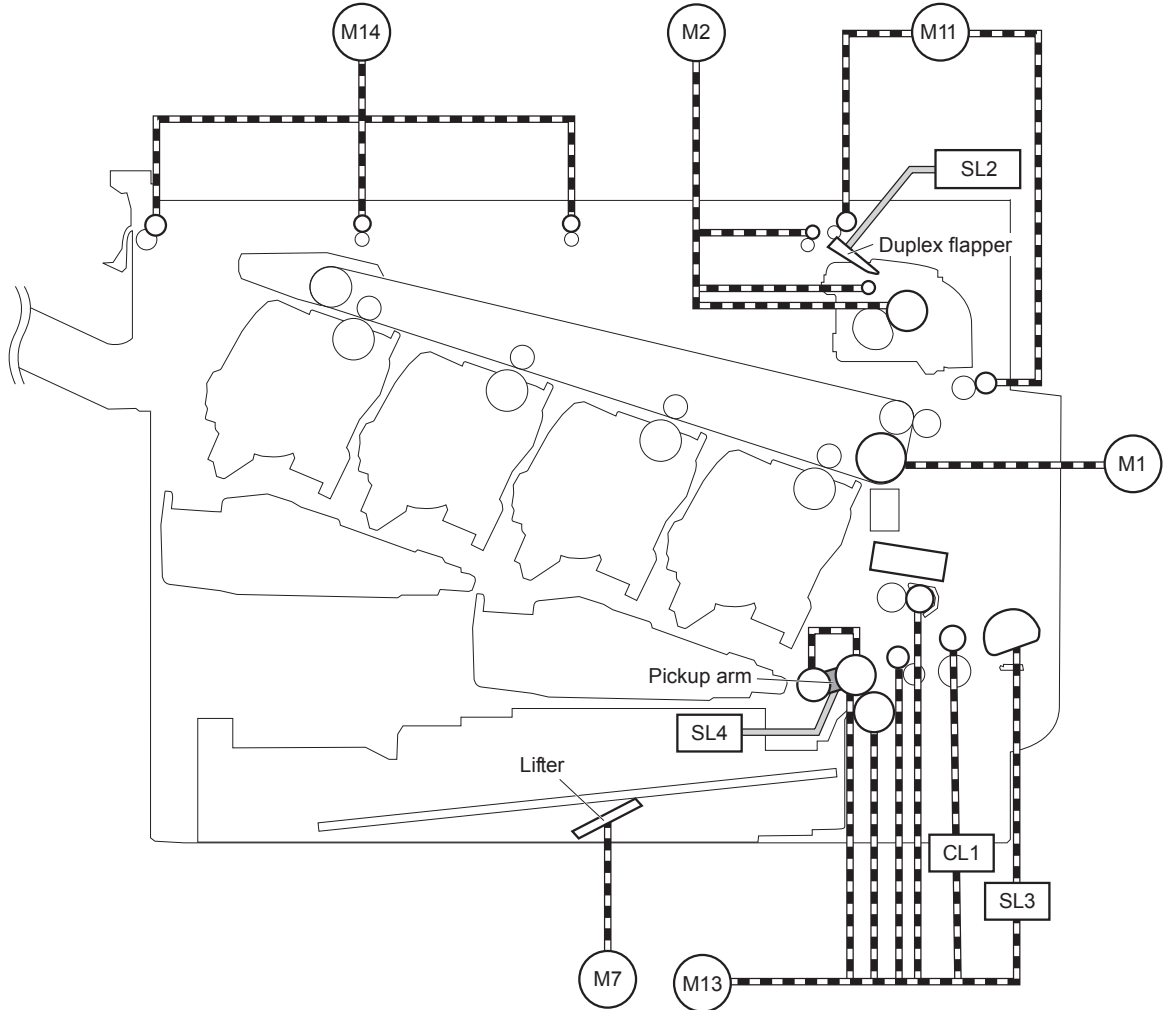 M14
M2
M11
SL2
Duplex flapper
M1
Pickup arm
SL4
Lifter
CL1
SL3
M7
M13